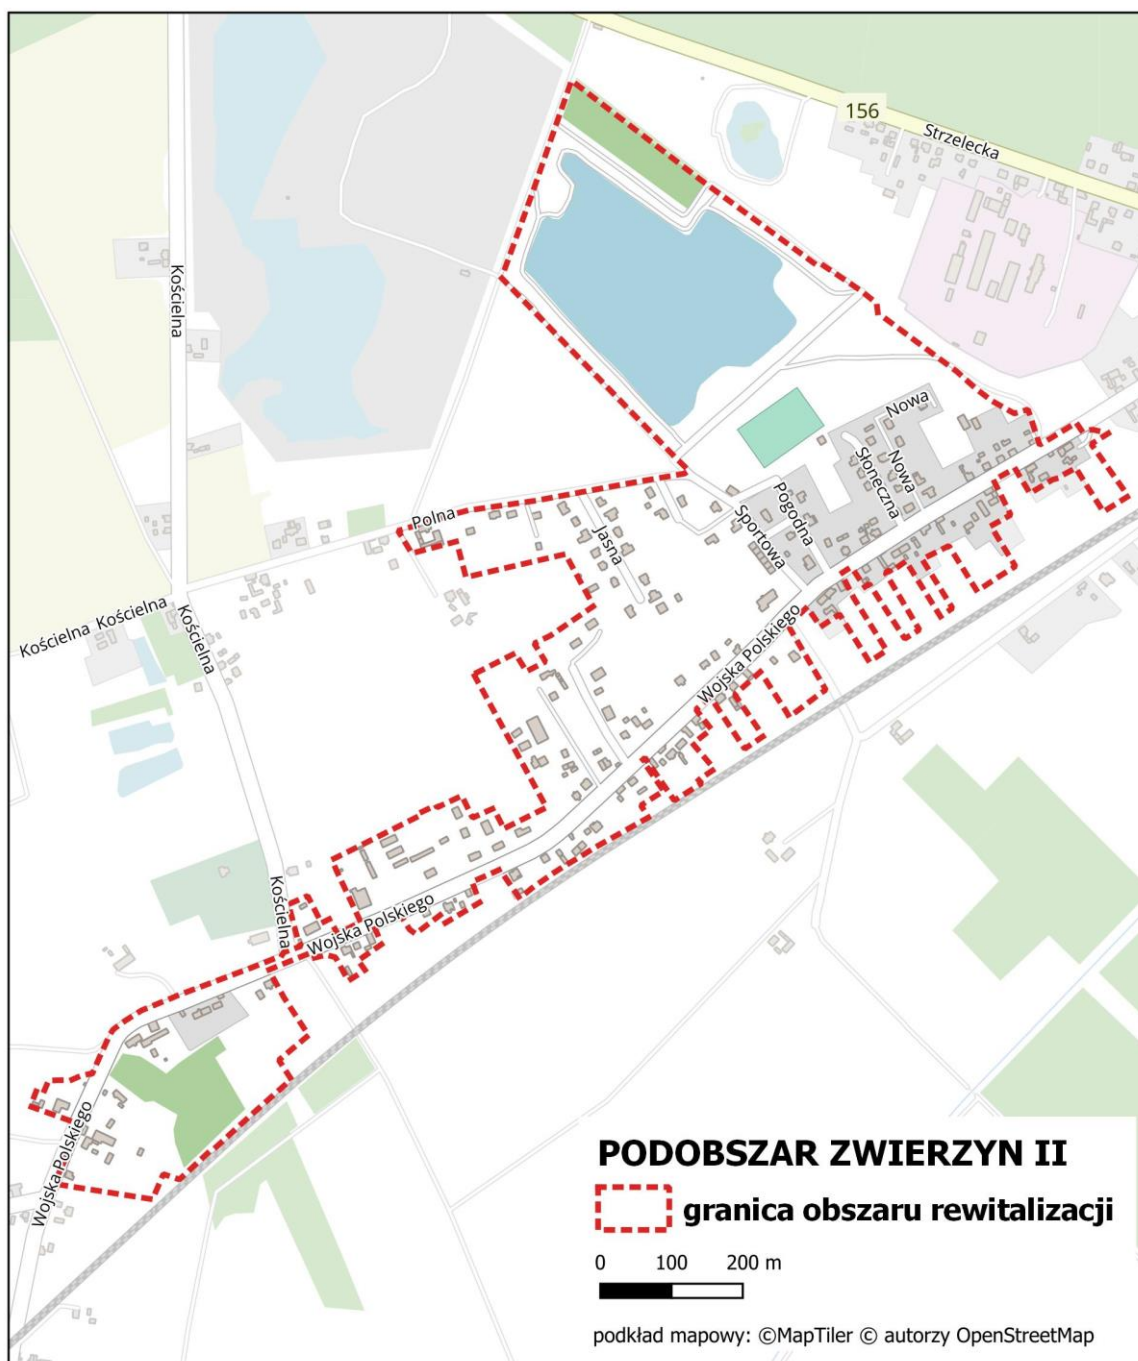 156
Strzelecka
Kościelna
Nowa
Nowa
Słoneczna
Pogodna
Sportowa
Polna
Jasna
Kościelna Kościelna
Kościelna
Wojska Polskiego
Kościelna
Wojska Polskiego
Wojska Polskiego
PODOBSZAR ZWIERZYN II
granica obszaru rewitalizacji
0 100 200 m
podkład mapowy: ©MapTiler © autorzy OpenStreetMap